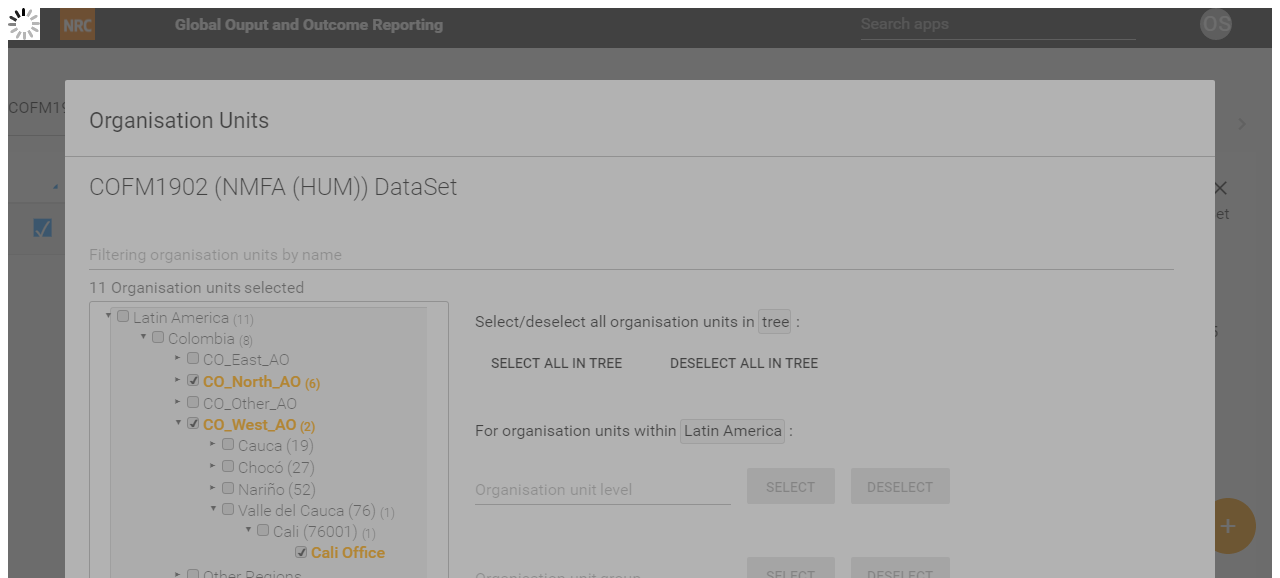 NRC Global Ouput and Outcome Reporting Search apps OS
COFM19
Organisation Units
COFM1902 (NMFA (HUM)) DataSet
et
Filtering organisation units by name
11 Organisation units selected
Latin America (11)
Colombia (8)
CO_East_AO
CO_North_AO (6)
CO_Other_AO
CO_West_AO (2)
Cauca (19)
Chocó (27)
Nariño (52)
Valle del Cauca (76) (1)
Cali (76001) (1)
Cali Office
Other Regions
Select/deselect all organisation units in tree :
SELECT ALL IN TREE DESELECT ALL IN TREE
For organisation units within Latin America :
Organisation unit level SELECT DESELECT
Organisation unit group SELECT DESELECT